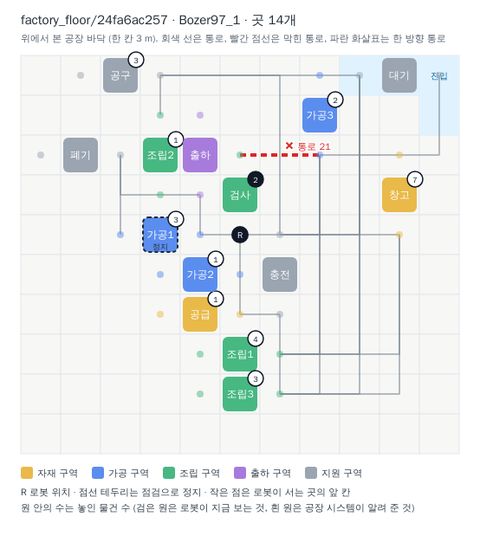 factory_floor/24fa6ac257 · Bozer97_1 · 곳 14개
위에서 본 공장 바닥 (한 칸 3 m). 회색 선은 통로, 빨간 점선은 막힌 통로, 파란 화살표는 한 방향 통로
3
공구
대기
진입
2
가공3
1
✕ 통로 21
폐기
조립2
출하
2
7
검사
창고
3
가공1
정지
R
1
가공2
충전
1
공급
4
조립1
3
조립3
자재 구역
가공 구역
조립 구역
출하 구역
지원 구역
R 로봇 위치 · 점선 테두리는 점검으로 정지 · 작은 점은 로봇이 서는 곳의 앞 칸
원 안의 수는 놓인 물건 수 (검은 원은 로봇이 지금 보는 것, 흰 원은 공장 시스템이 알려 준 것)